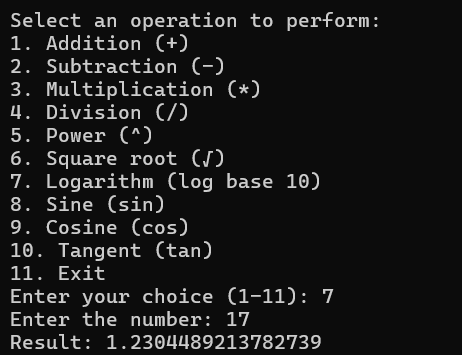 Select an operation to perform:
1. Addition (+)
2. Subtraction (-)
3. Multiplication (*)
4. Division (/)
5. Power (^)
6. Square root (√)
7. Logarithm (log base 10)
8. Sine (sin)
9. Cosine (cos)
10. Tangent (tan)
11. Exit
Enter your choice (1-11): 7
Enter the number: 17
Result: 1.2304489213782739